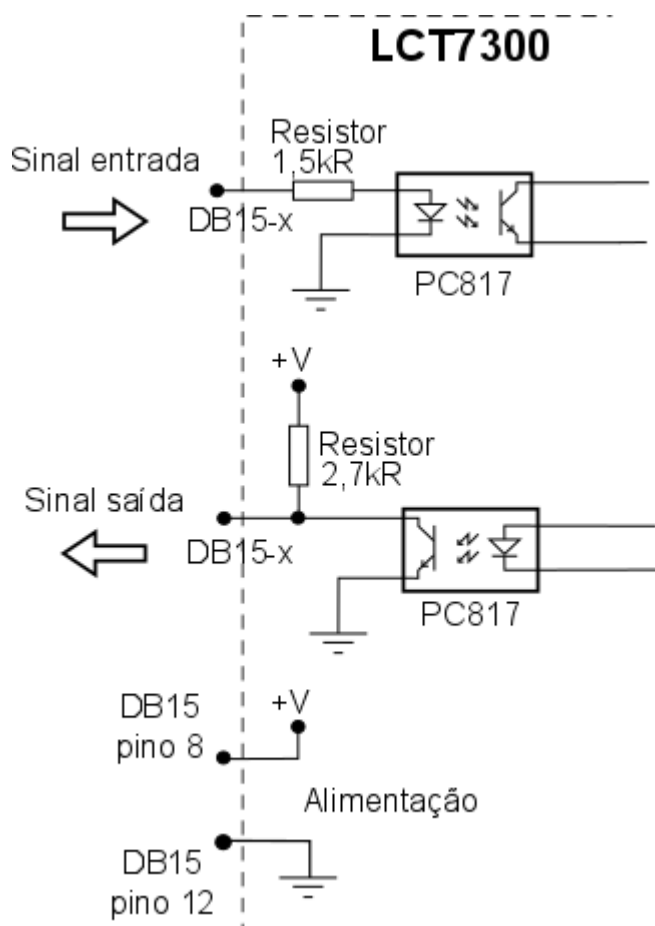 LCT7300
Resistor
1,5kR
Sinal entrada
DB15-x
PC817
+V
Resistor
2,7kR
Sinal saída
DB15-x
PC817
+V
DB15
pino 8
Alimentação
DB15
pino 12